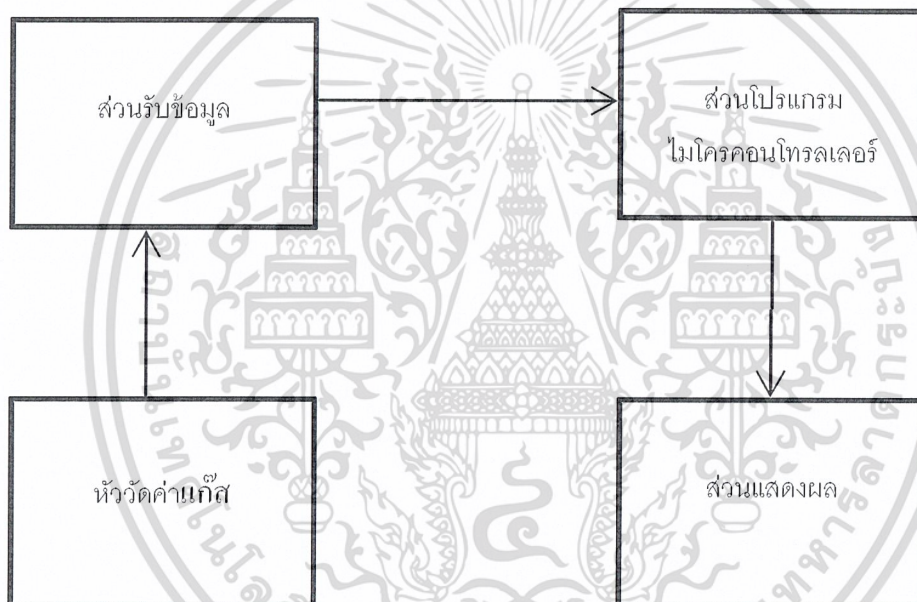 ส่วนรับข้อมูล
ส่วนโปรแกรม
ไมโครคอนโทรลเลอร์
หัววัดค่าแก๊ส
ส่วนแสดงผล